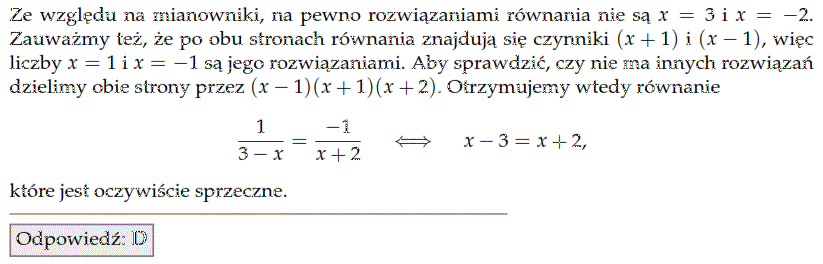 Ze względu na mianowniki, na pewno rozwiązaniami równania nie są x = 3 i x = −2.
Zauważmy też, że po obu stronach równania znajdują się czynniki (x + 1) i (x − 1), więc
liczby x = 1 i x = −1 są jego rozwiązaniami. Aby sprawdzić, czy nie ma innych rozwiązań
dzielimy obie strony przez (x − 1)(x + 1)(x + 2). Otrzymujemy wtedy równanie
1/(3 − x) = −1/(x + 2) ⟺ x − 3 = x + 2,
które jest oczywiście sprzeczne.
Odpowiedź: D